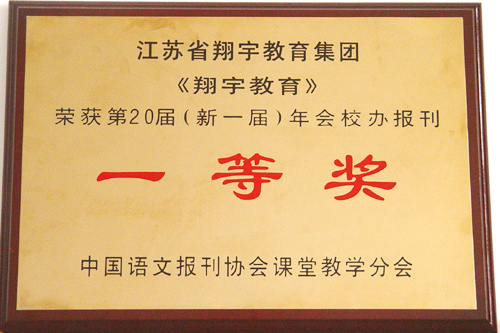 江苏省翔宇教育集团
《翔宇教育》
荣获第20届（新一届）年会校办报刊
一等奖
中国语文报刊协会课堂教学分会